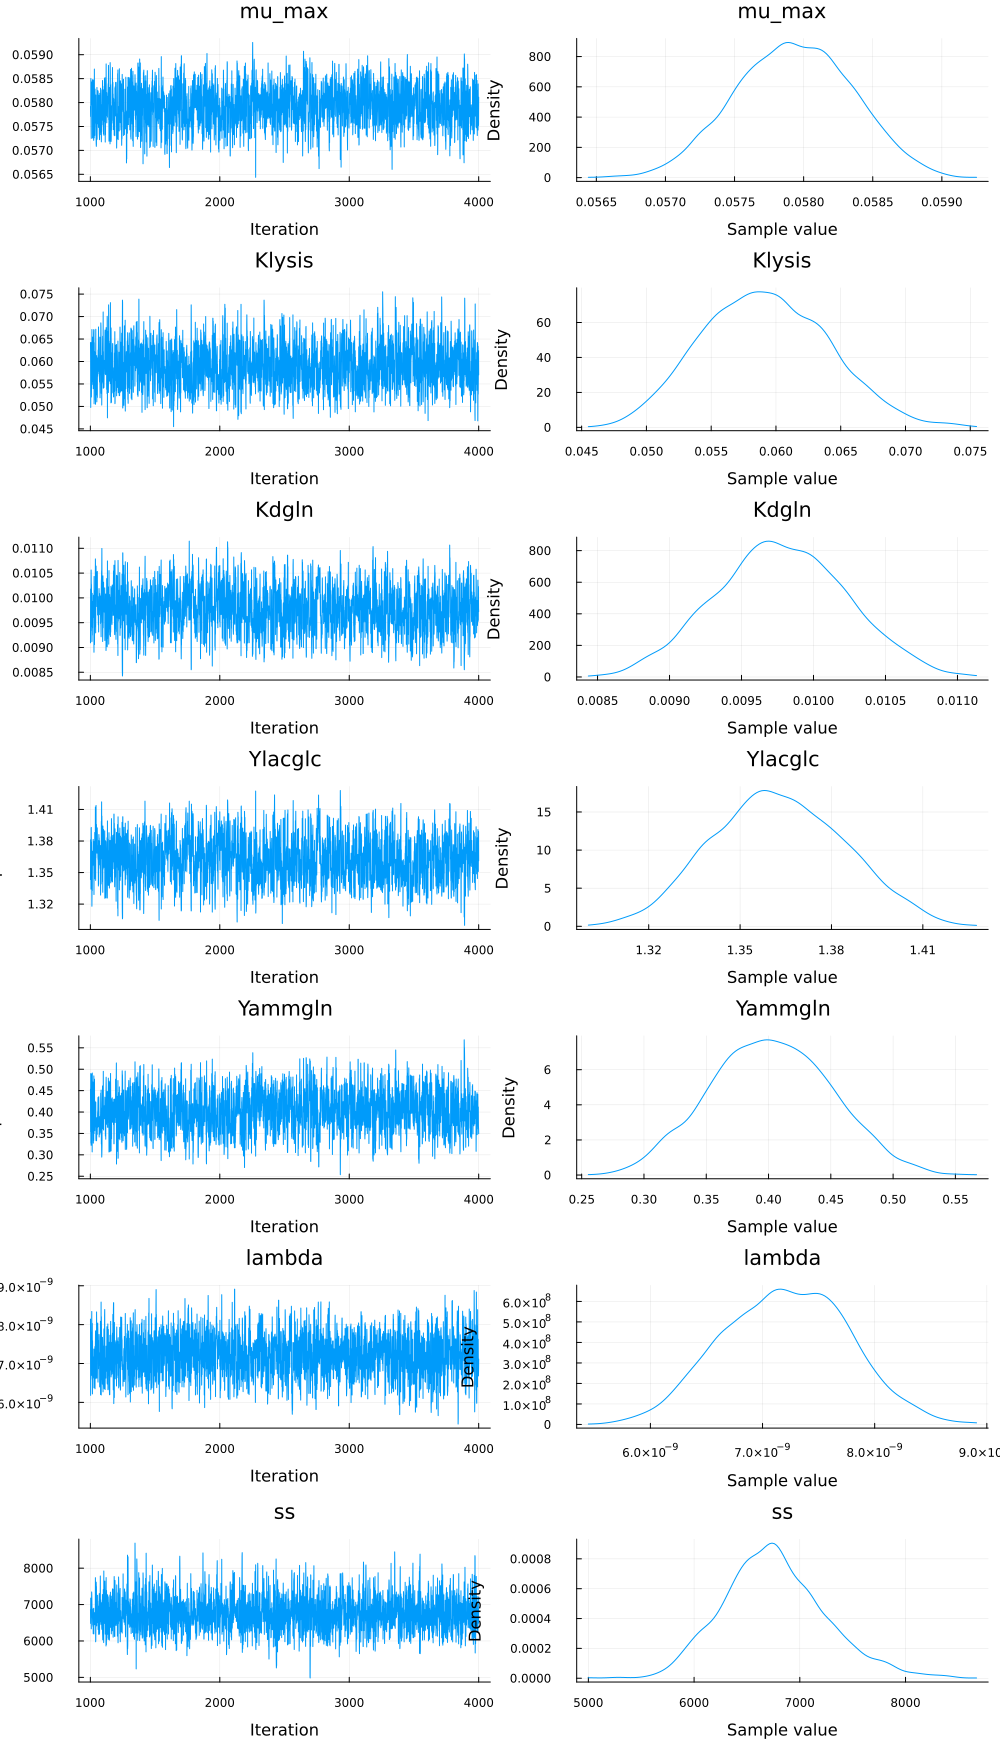 mu_max mu_max
0.0590
0.0585
0.0580
0.0575
0.0570
0.0565
1000 2000 3000 4000
Iteration
Density
800
600
400
200
0
0.0565 0.0570 0.0575 0.0580 0.0585 0.0590
Sample value
Klysis Klysis
0.075
0.070
0.065
0.060
0.055
0.050
0.045
1000 2000 3000 4000
Iteration
Density
60
40
20
0
0.045 0.050 0.055 0.060 0.065 0.070 0.075
Sample value
Kdgln Kdgln
0.0110
0.0105
0.0100
0.0095
0.0090
0.0085
1000 2000 3000 4000
Iteration
Density
800
600
400
200
0
0.0085 0.0090 0.0095 0.0100 0.0105 0.0110
Sample value
Ylacglc Ylacglc
1.41
1.38
1.35
1.32
1000 2000 3000 4000
Iteration
Density
15
10
5
0
1.32 1.35 1.38 1.41
Sample value
Yammgln Yammgln
0.55
0.50
0.45
0.40
0.35
0.30
0.25
1000 2000 3000 4000
Iteration
Density
6
4
2
0
0.25 0.30 0.35 0.40 0.45 0.50 0.55
Sample value
lambda lambda
9.0×10⁻⁹
8.0×10⁻⁹
7.0×10⁻⁹
6.0×10⁻⁹
1000 2000 3000 4000
Iteration
Density
6.0×10⁸
5.0×10⁸
4.0×10⁸
3.0×10⁸
2.0×10⁸
1.0×10⁸
0
6.0×10⁻⁹ 7.0×10⁻⁹ 8.0×10⁻⁹ 9.0×1
Sample value
ss ss
8000
7000
6000
5000
1000 2000 3000 4000
Iteration
Density
0.0008
0.0006
0.0004
0.0002
0.0000
5000 6000 7000 8000
Sample value